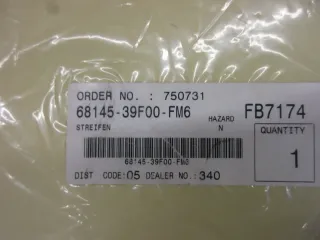 ORDER NO. : 750731
68145-39F00-FM6 HAZARD FB7174
STREIFEN N
QUANTITY
1
68145-39F00-FM0
DIST CODE:05 DEALER NO.:340